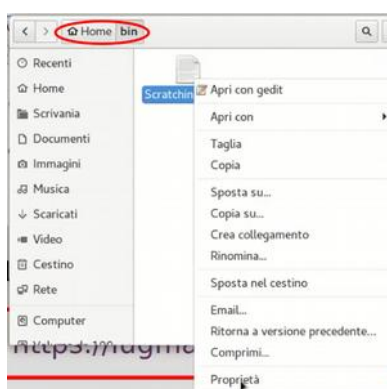 Home bin
Recenti
Home
Scrivania
Documenti
Immagini
Musica
Scaricati
Video
Cestino
Rete
Computer
Apri con gedit
Apri con
Taglia
Copia
Sposta su...
Copia su...
Crea collegamento
Rinomina...
Sposta nel cestino
Email...
Ritorna a versione precedente...
Comprimi...
Proprietà